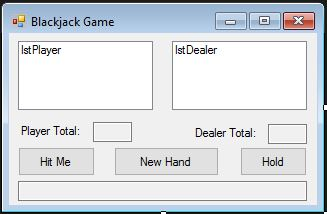 Blackjack Game
lstPlayer
lstDealer
Player Total:
Dealer Total:
Hit Me
New Hand
Hold